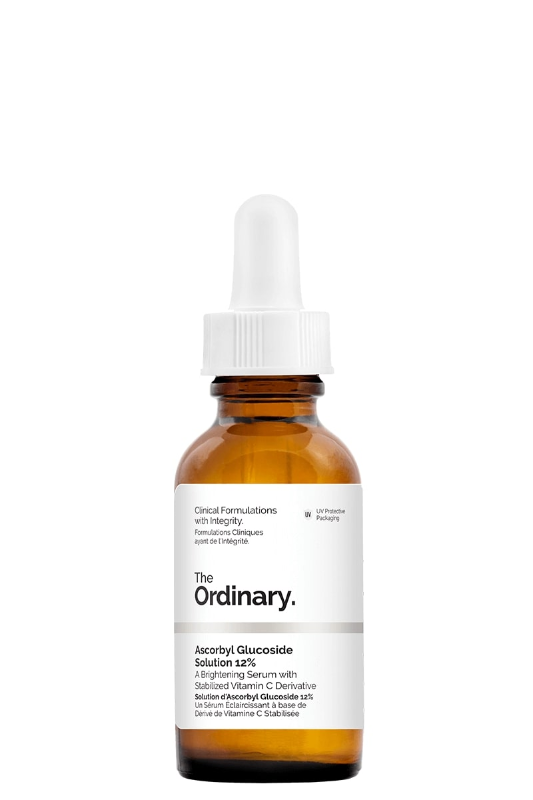 Clinical Formulations
with Integrity.
Formulations Cliniques
ayant de l'Intégrité.
UV
UV Protective
Packaging
The
Ordinary.
Ascorbyl Glucoside
Solution 12%
A Brightening Serum with
Stabilized Vitamin C Derivative
Solution d'Ascorbyl Glucoside 12%
Un Sérum Éclaircissant à base de
Dérivé de Vitamine C Stabilisée